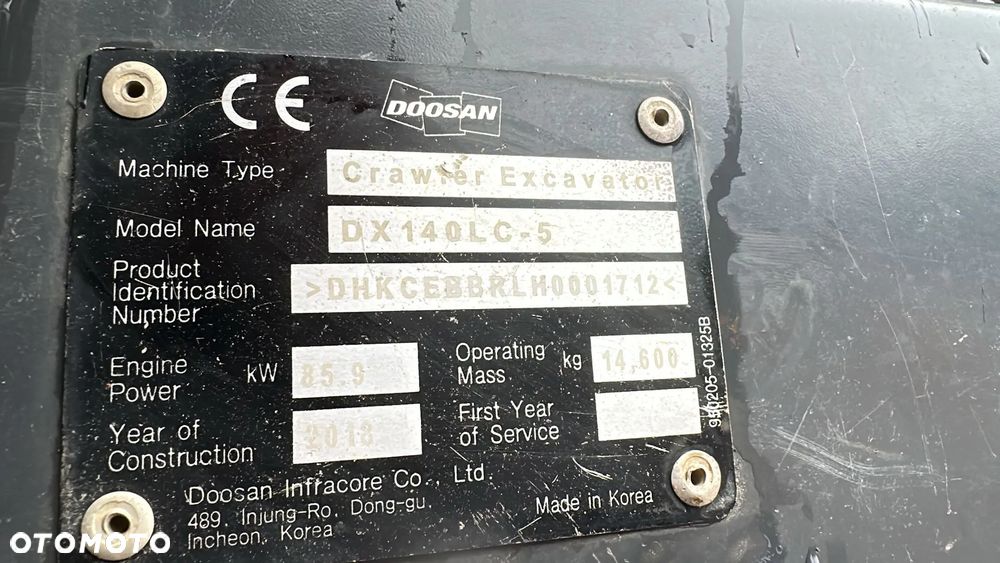 CE DOOSAN
Machine Type Crawler Excavator
Model Name DX140LC-5
Product
Identification >DHKCEBBRLH0001712<
Number
Engine
Power kW 85.9
Operating
Mass kg 14,600
Year of
Construction
First Year
of Service
Doosan Infracore Co., Ltd.
489, Injung-Ro, Dong-gu,
Incheon, Korea
Made in Korea
950205-01325B
OTOMOTO